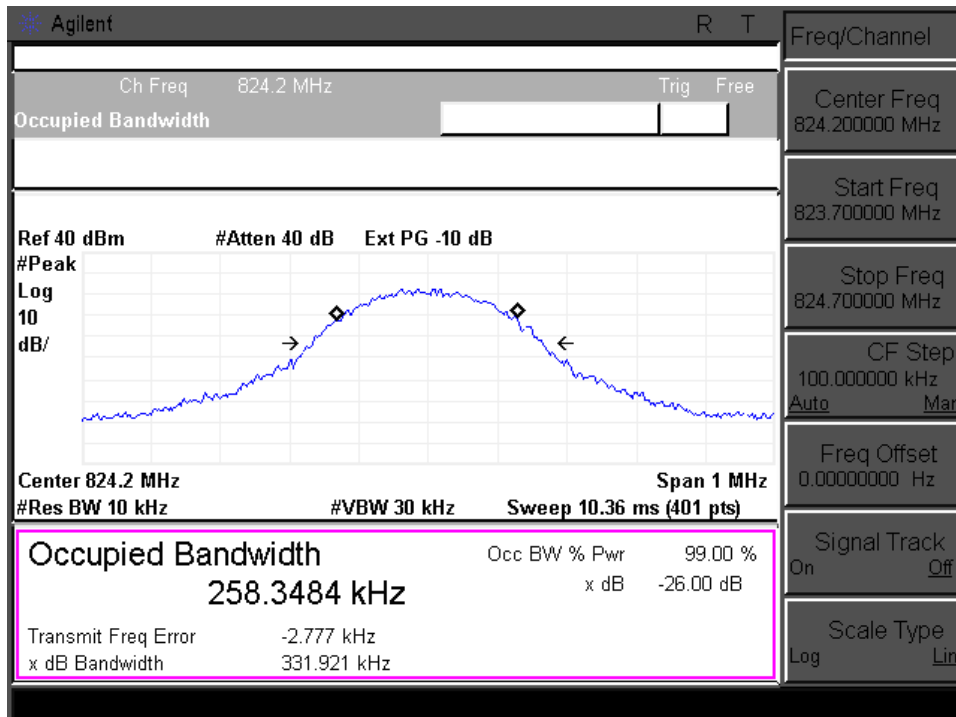 Agilent R T
Ch Freq 824.2 MHz Trig Free
Occupied Bandwidth
Ref 40 dBm #Atten 40 dB Ext PG -10 dB
#Peak
Log
10
dB/
Center 824.2 MHz Span 1 MHz
#Res BW 10 kHz #VBW 30 kHz Sweep 10.36 ms (401 pts)
Occupied Bandwidth
258.3484 kHz
Occ BW % Pwr 99.00 %
x dB -26.00 dB
Transmit Freq Error -2.777 kHz
x dB Bandwidth 331.921 kHz
Freq/Channel
Center Freq
824.200000 MHz
Start Freq
823.700000 MHz
Stop Freq
824.700000 MHz
CF Step
100.000000 kHz
Auto Man
Freq Offset
0.00000000 Hz
Signal Track
On Off
Scale Type
Log Lin